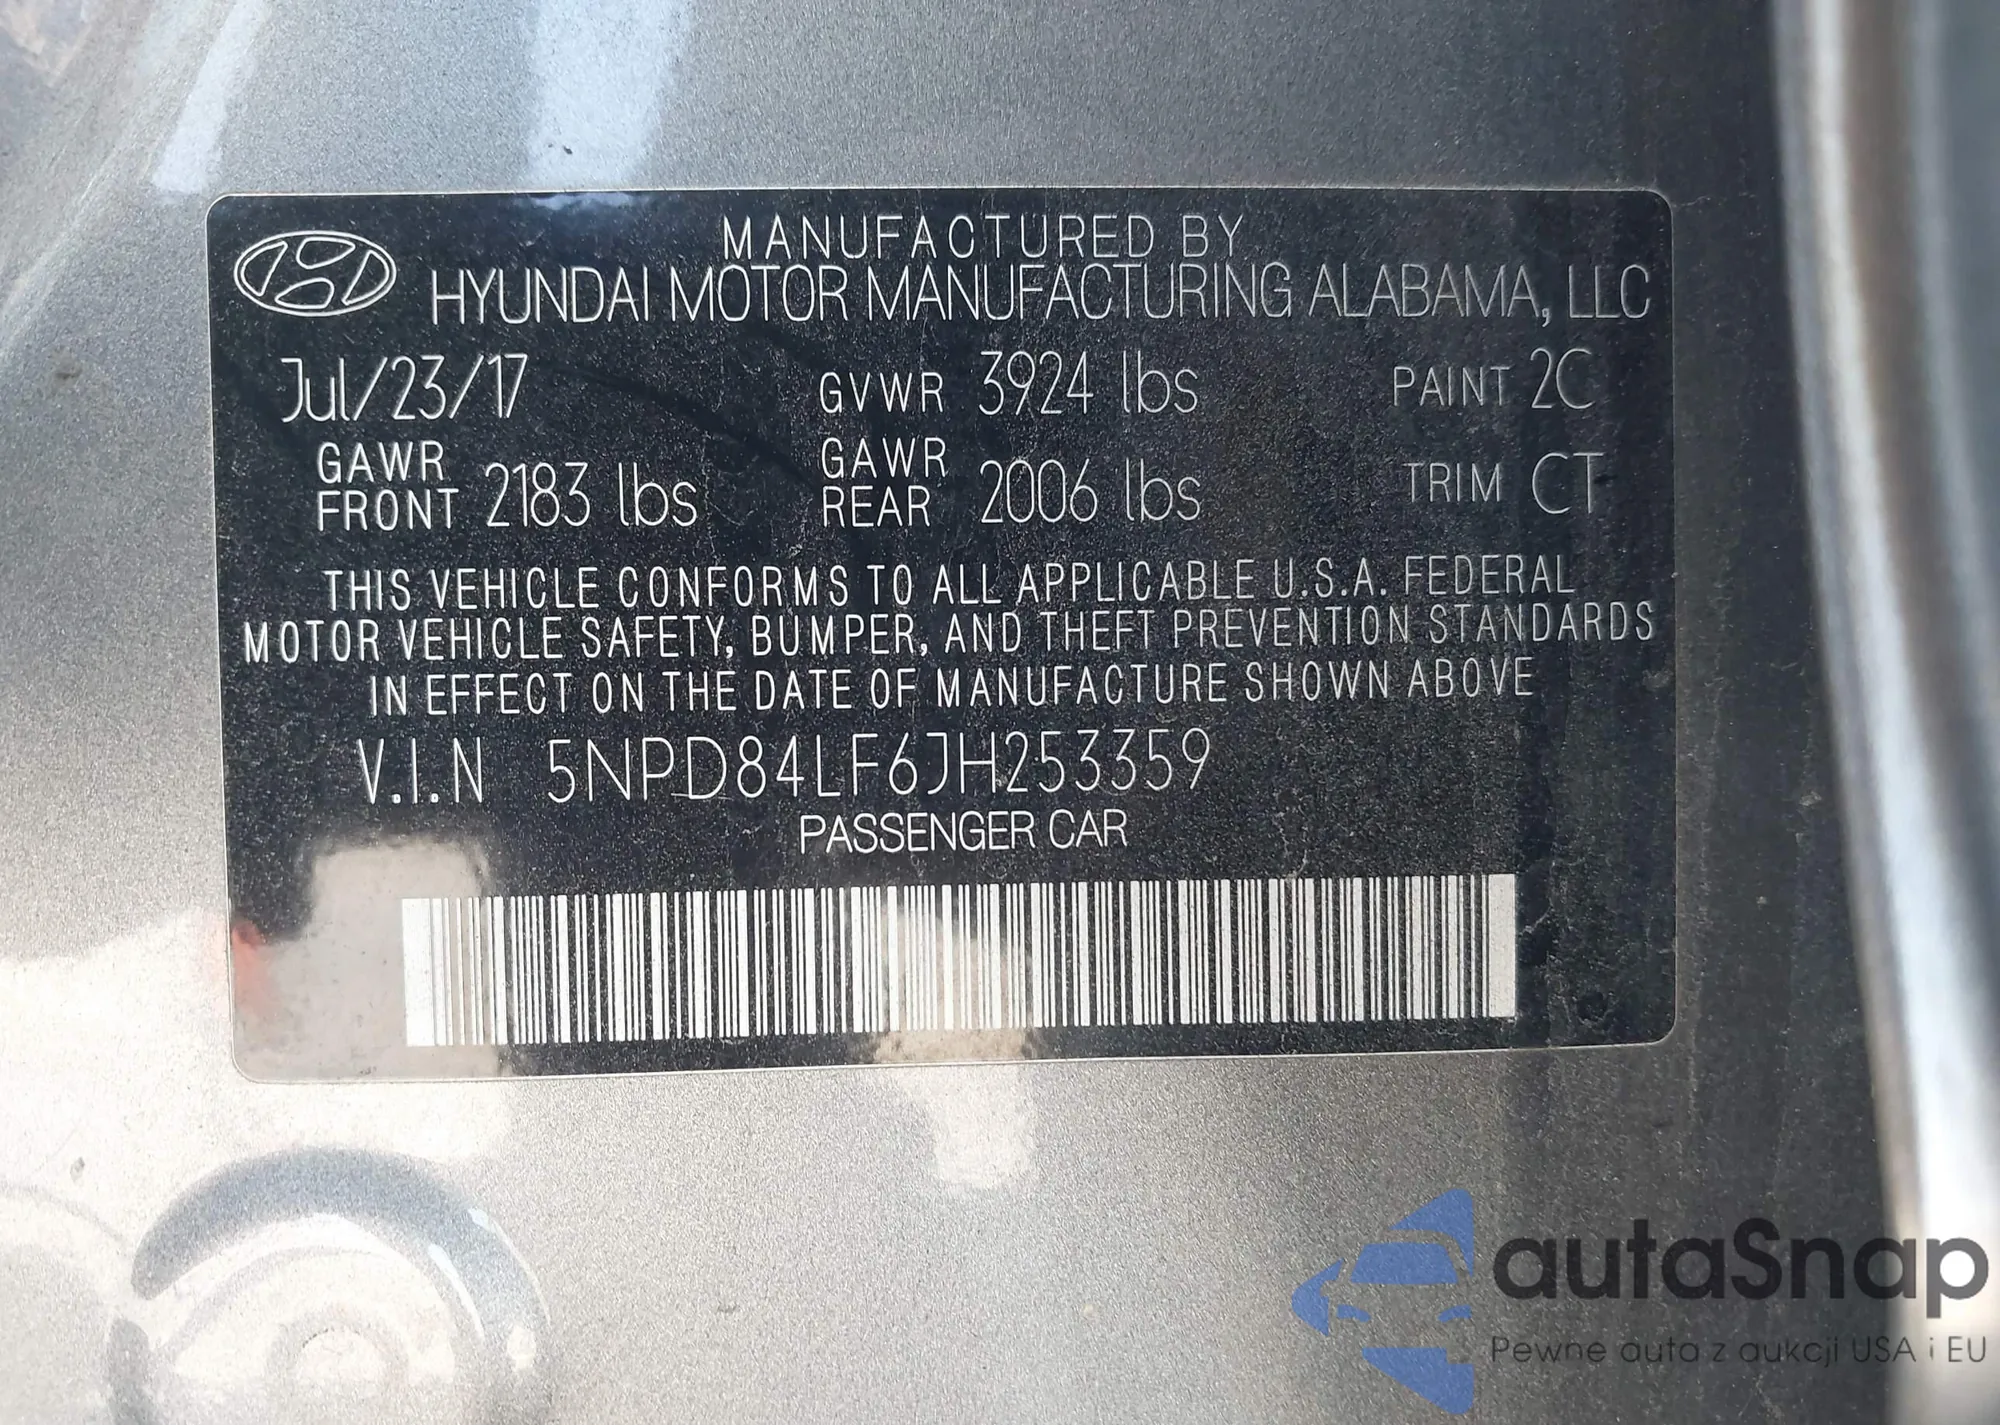 MANUFACTURED BY
HYUNDAI MOTOR MANUFACTURING ALABAMA, LLC
Jul/23/17 GVWR 3924 lbs PAINT 2C
GAWR FRONT 2183 lbs GAWR REAR 2006 lbs TRIM CT
THIS VEHICLE CONFORMS TO ALL APPLICABLE U.S.A. FEDERAL
MOTOR VEHICLE SAFETY, BUMPER, AND THEFT PREVENTION STANDARDS
IN EFFECT ON THE DATE OF MANUFACTURE SHOWN ABOVE
V.I.N 5NPD84LF6JH253359
PASSENGER CAR
autaSnap
Pewne auta z aukcji USA i EU